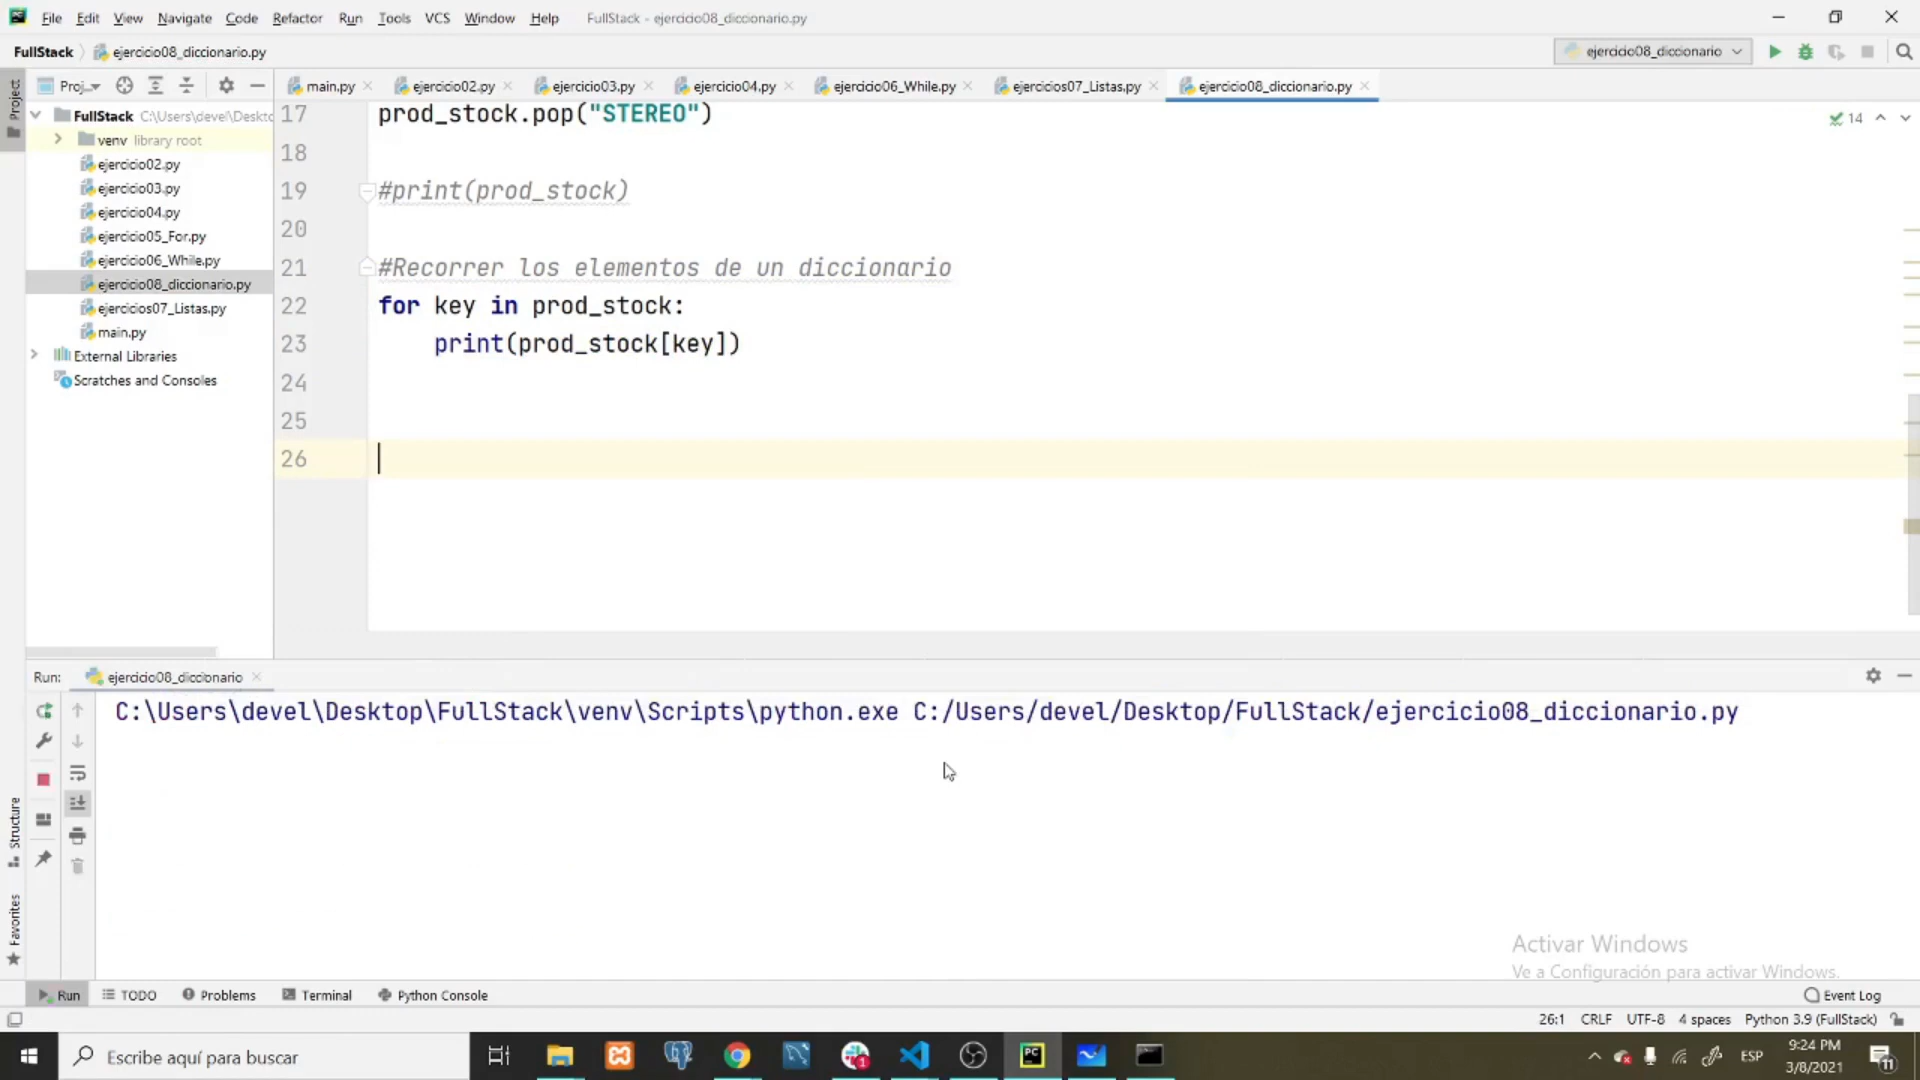 File Edit View Navigate Code Refactor Run Tools VCS Window Help FullStack - ejercicio08_diccionario.py
FullStack ejercicio08_diccionario.py ejercicio08_diccionario
Project Proj... main.py ejercicio02.py ejercicio03.py ejercicio04.py ejercicio06_While.py ejercicios07_Listas.py ejercicio08_diccionario.py
FullStack C:\Users\devel\Deskto
venv library root
ejercicio02.py
ejercicio03.py
ejercicio04.py
ejercicio05_For.py
ejercicio06_While.py
ejercicio08_diccionario.py
ejercicios07_Listas.py
main.py
External Libraries
Scratches and Consoles
17 prod_stock.pop("STEREO")
14
18
19 #print(prod_stock)
20
21 #Recorrer los elementos de un diccionario
22 for key in prod_stock:
23 print(prod_stock[key])
24
25
26
Run: ejercicio08_diccionario
C:\Users\devel\Desktop\FullStack\venv\Scripts\python.exe C:/Users/devel/Desktop/FullStack/ejercicio08_diccionario.py
Structure
Favorites
Activar Windows
Ve a Configuración para activar Windows.
Run TODO Problems Terminal Python Console Event Log
26:1 CRLF UTF-8 4 spaces Python 3.9 (FullStack)
Escribe aquí para buscar
PC
1
ESP
9:24 PM
3/8/2021
11